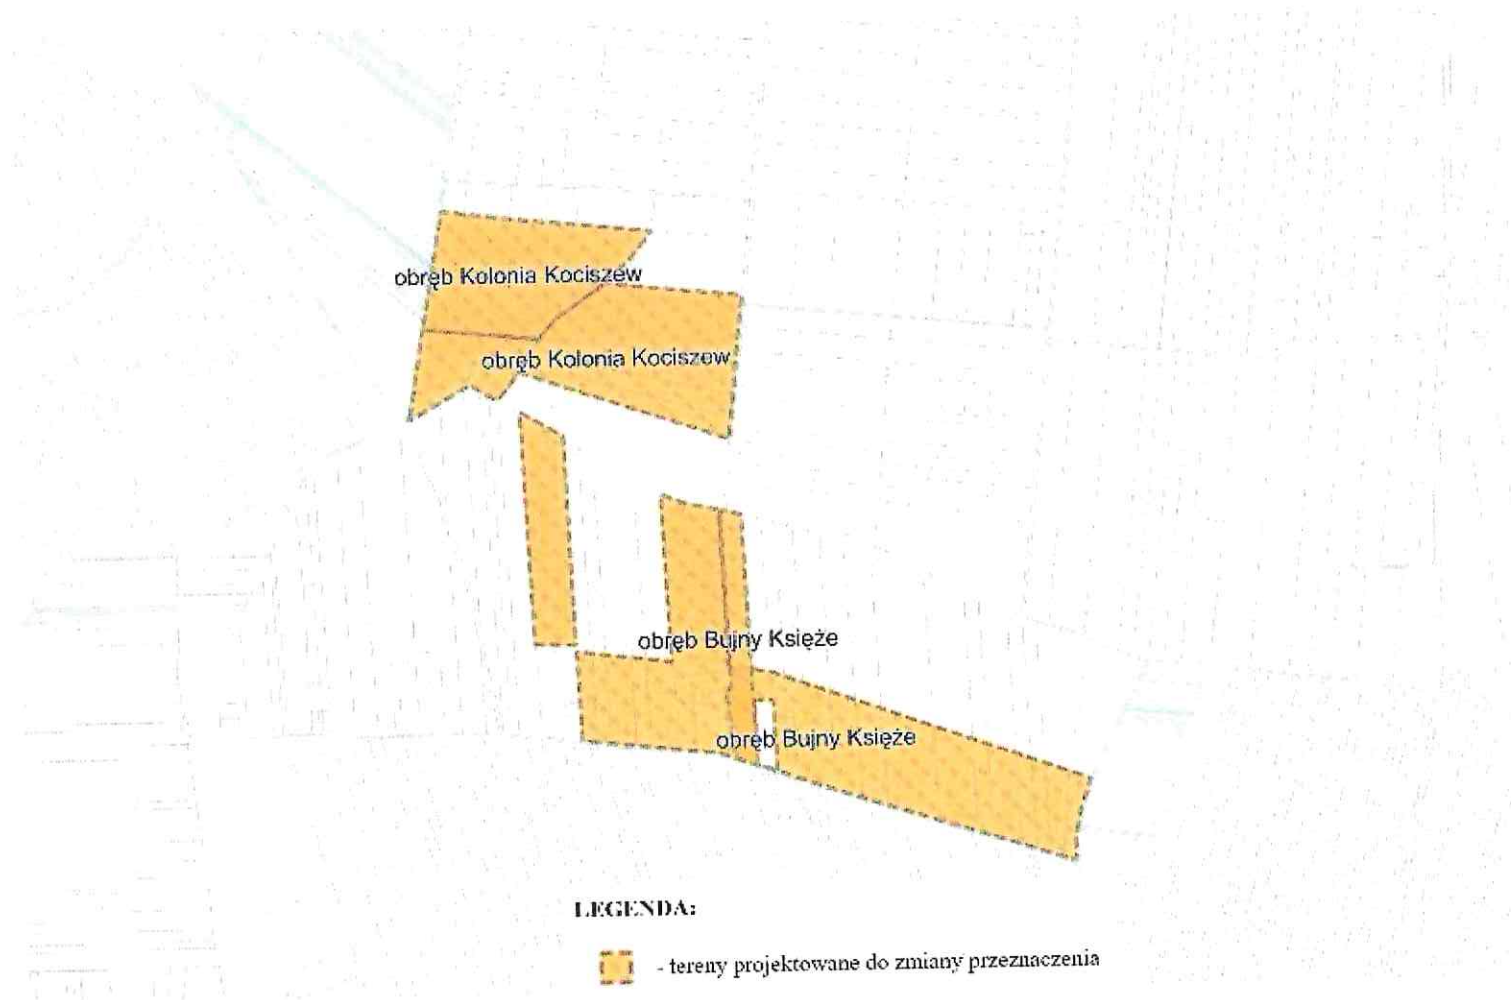 obręb Kolonia Kociszew
obręb Kolonia Kociszew
obręb Bujny Księże
obręb Bujny Księże
LEGENDA:
- tereny projektowane do zmiany przeznaczenia